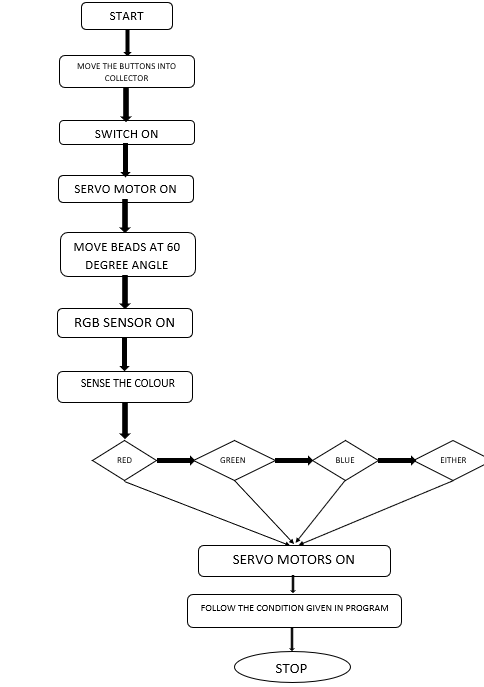 START
MOVE THE BUTTONS INTO
COLLECTOR
SWITCH ON
SERVO MOTOR ON
MOVE BEADS AT 60
DEGREE ANGLE
RGB SENSOR ON
SENSE THE COLOUR
RED
GREEN
BLUE
EITHER
SERVO MOTORS ON
FOLLOW THE CONDITION GIVEN IN PROGRAM
STOP